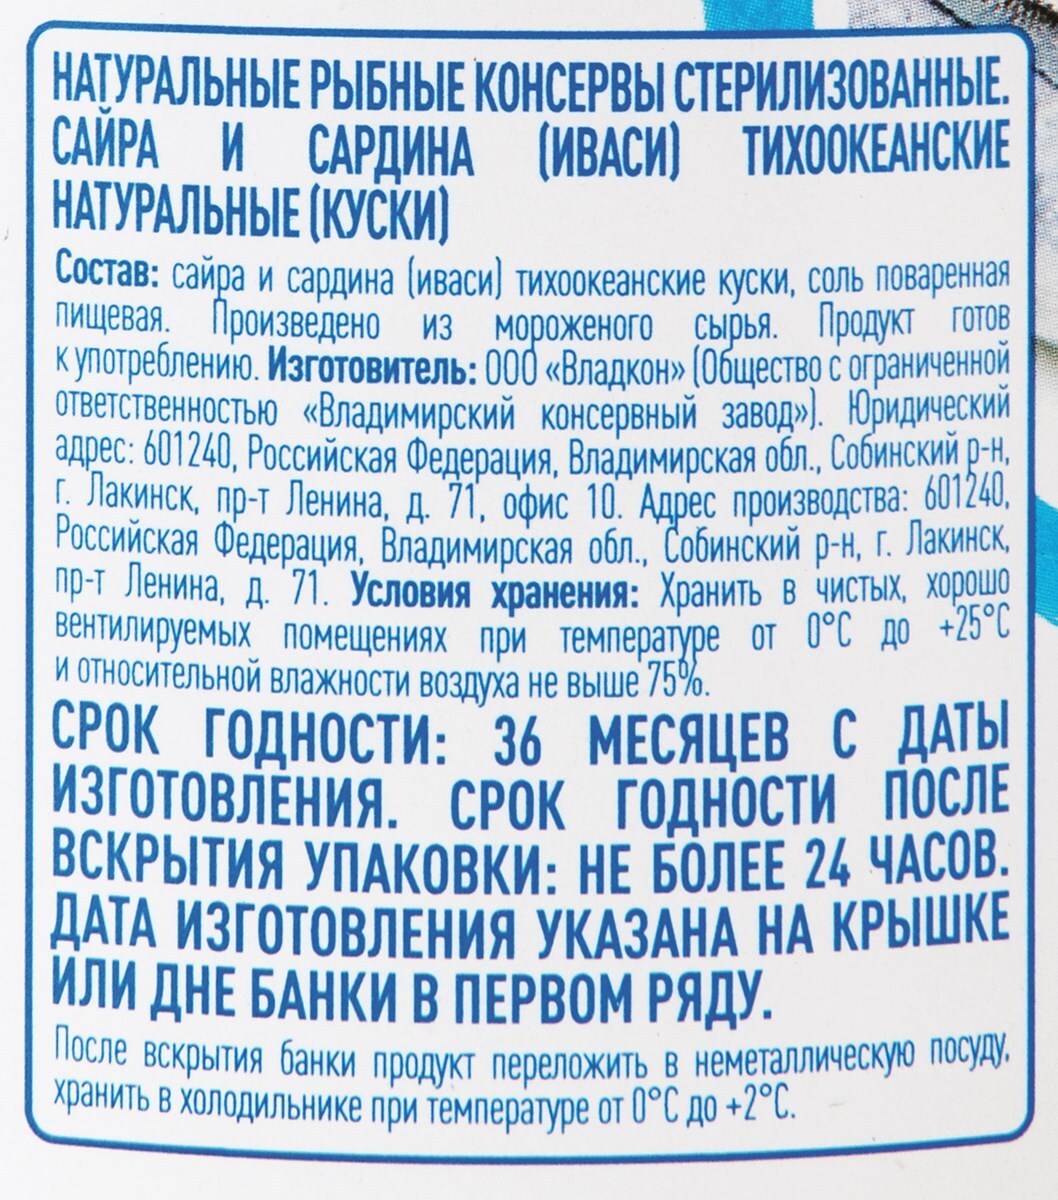 НАТУРАЛЬНЫЕ РЫБНЫЕ КОНСЕРВЫ СТЕРИЛИЗОВАННЫЕ.
САЙРА И САРДИНА (ИВАСИ) ТИХООКЕАНСКИЕ
НАТУРАЛЬНЫЕ (КУСКИ)
Состав: сайра и сардина (иваси) тихоокеанские куски, соль поваренная
пищевая. Произведено из мороженого сырья. Продукт готов
к употреблению. Изготовитель: ООО «Владкон» (Общество с ограниченной
ответственностью «Владимирский консервный завод»). Юридический
адрес: 601240, Российская Федерация, Владимирская обл., Собинский р-н,
г. Лакинск, пр-т Ленина, д. 71, офис 10. Адрес производства: 601240,
Российская Федерация, Владимирская обл., Собинский р-н, г. Лакинск,
пр-т Ленина, д. 71. Условия хранения: Хранить в чистых, хорошо
вентилируемых помещениях при температуре от 0°С до +25°С
и относительной влажности воздуха не выше 75%.
СРОК ГОДНОСТИ: 36 МЕСЯЦЕВ С ДАТЫ
ИЗГОТОВЛЕНИЯ. СРОК ГОДНОСТИ ПОСЛЕ
ВСКРЫТИЯ УПАКОВКИ: НЕ БОЛЕЕ 24 ЧАСОВ.
ДАТА ИЗГОТОВЛЕНИЯ УКАЗАНА НА КРЫШКЕ
ИЛИ ДНЕ БАНКИ В ПЕРВОМ РЯДУ.
После вскрытия банки продукт переложить в неметаллическую посуду,
хранить в холодильнике при температуре от 0°С до +2°С.